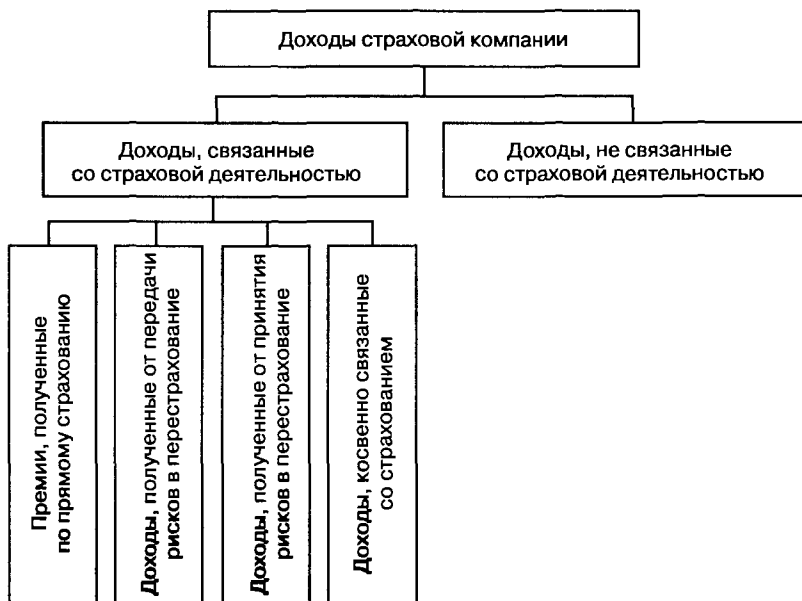 Доходы страховой компании
Доходы, связанные
со страховой деятельностью
Доходы, не связанные
со страховой деятельностью
Премии, полученные
по прямому страхованию
Доходы, полученные от передачи
рисков в перестрахование
Доходы, полученные от принятия
рисков в перестрахование
Доходы, косвенно связанные
со страхованием